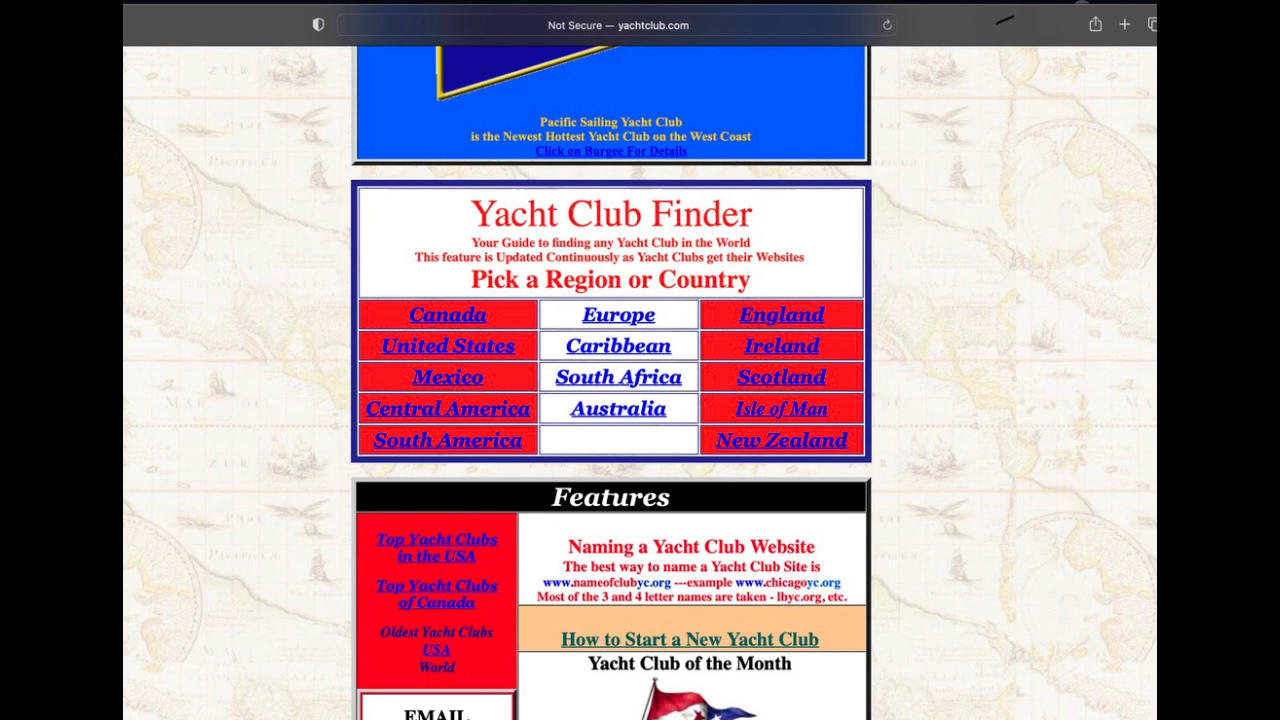 Not Secure — yachtclub.com
Pacific Sailing Yacht Club
is the Newest Hottest Yacht Club on the West Coast
Click on Burgee For Details
Yacht Club Finder
Your Guide to finding any Yacht Club in the World
This feature is Updated Continuously as Yacht Clubs get their Websites
Pick a Region or Country
Canada Europe England
United States Caribbean Ireland
Mexico South Africa Scotland
Central America Australia Isle of Man
South America New Zealand
Features
Top Yacht Clubs
in the USA
Top Yacht Clubs
of Canada
Oldest Yacht Clubs
USA
World
EMAIL
Naming a Yacht Club Website
The best way to name a Yacht Club Site is
www.nameofclubyc.org ---example www.chicagoyc.org
Most of the 3 and 4 letter names are taken - lbyc.org, etc.
How to Start a New Yacht Club
Yacht Club of the Month